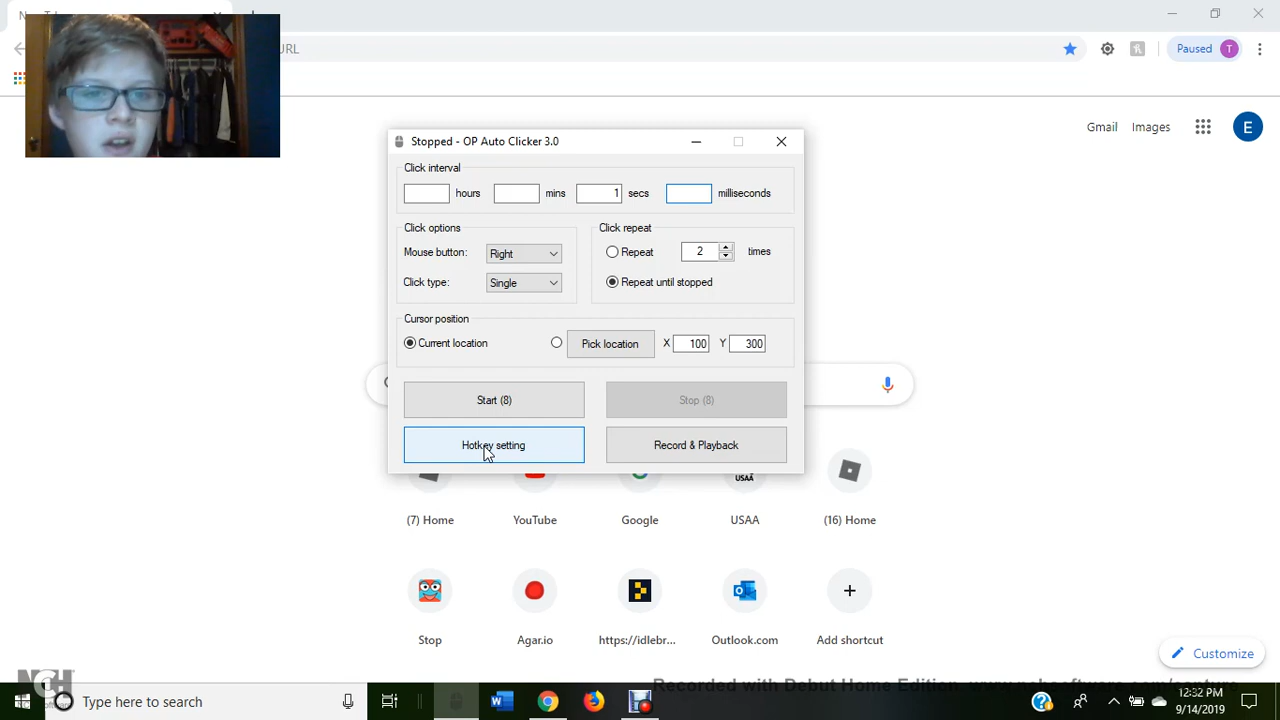 URL
Paused
T
Gmail
Images
E
Stopped - OP Auto Clicker 3.0
Click interval
hours
mins
1 secs
milliseconds
Click options
Mouse button: Right
Click type: Single
Click repeat
Repeat 2 times
Repeat until stopped
Cursor position
Current location
Pick location X 100 Y 300
Start (8)
Stop (8)
Hotkey setting
Record & Playback
USAA
(7) Home
YouTube
Google
USAA
(16) Home
Stop
Agar.io
https://idlebr...
Outlook.com
Add shortcut
Customize
NCH
Recorded with Debut Home Edition.
Type here to search
12:32 PM
9/14/2019